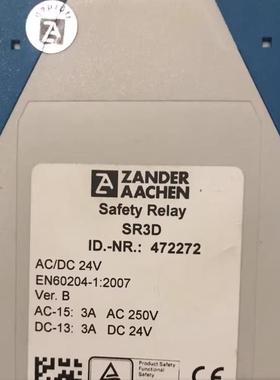 ZANDER
AACHEN
Safety Relay
SR3D
ID.-NR.: 472272
AC/DC 24V
EN60204-1:2007
Ver. B
AC-15: 3A AC 250V
DC-13: 3A DC 24V
Product Safety
Functional
Safety